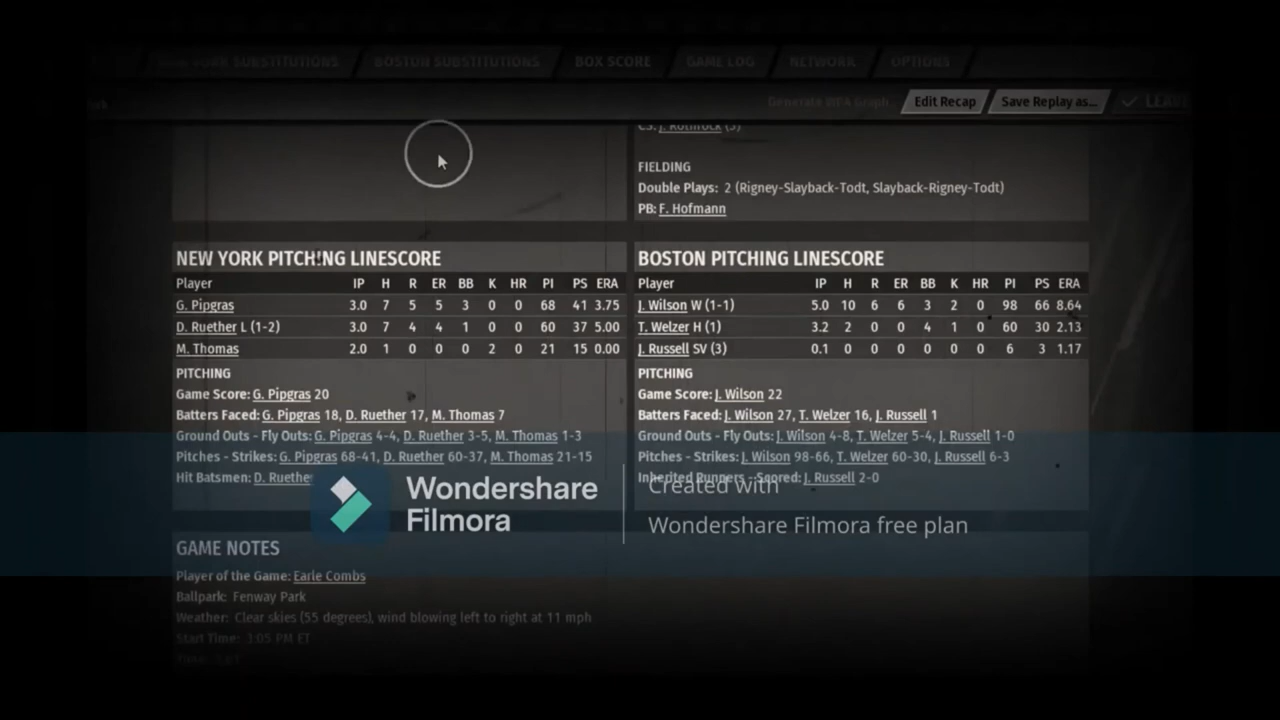 YORK SUBSTITUTIONS BOSTON SUBSTITUTIONS BOX SCORE GAME LOG NETWORK OPTIONS
Generate WPA Graph Edit Recap Save Replay as... LEAVE
CS: J. Rothrock (3)
FIELDING
Double Plays: 2 (Rigney-Slayback-Todt, Slayback-Rigney-Todt)
PB: F. Hofmann
NEW YORK PITCHING LINESCORE
Player IP H R ER BB K HR PI PS ERA
G. Pipgras 3.0 7 5 5 3 0 0 68 41 3.75
D. Ruether L (1-2) 3.0 7 4 4 1 0 0 60 37 5.00
M. Thomas 2.0 1 0 0 0 2 0 21 15 0.00
PITCHING
Game Score: G. Pipgras 20
Batters Faced: G. Pipgras 18, D. Ruether 17, M. Thomas 7
Ground Outs - Fly Outs: G. Pipgras 4-4, D. Ruether 3-5, M. Thomas 1-3
Pitches - Strikes: G. Pipgras 68-41, D. Ruether 60-37, M. Thomas 21-15
Hit Batsmen: D. Ruether
BOSTON PITCHING LINESCORE
Player IP H R ER BB K HR PI PS ERA
J. Wilson W (1-1) 5.0 10 6 6 3 2 0 98 66 8.64
T. Welzer H (1) 3.2 2 0 0 4 1 0 60 30 2.13
J. Russell SV (3) 0.1 0 0 0 0 0 0 6 3 1.17
PITCHING
Game Score: J. Wilson 22
Batters Faced: J. Wilson 27, T. Welzer 16, J. Russell 1
Ground Outs - Fly Outs: J. Wilson 4-8, T. Welzer 5-4, J. Russell 1-0
Pitches - Strikes: J. Wilson 98-66, T. Welzer 60-30, J. Russell 6-3
Inherited Runners - Scored: J. Russell 2-0
Wondershare
Filmora
Created with
Wondershare Filmora free plan
GAME NOTES
Player of the Game: Earle Combs
Ballpark: Fenway Park
Weather: Clear skies (55 degrees), wind blowing left to right at 11 mph
Start Time: 3:05 PM ET